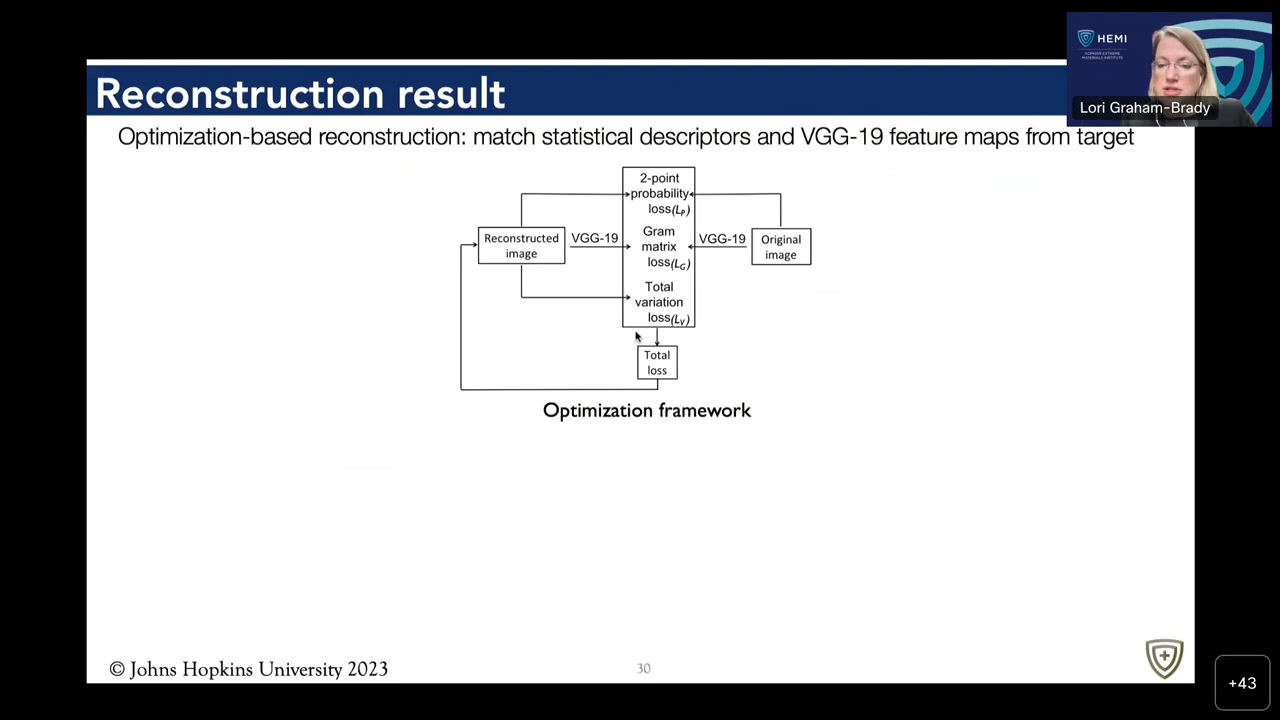 HEMI
Lori Graham-Brady
Reconstruction result
Optimization-based reconstruction: match statistical descriptors and VGG-19 feature maps from target
2-point
probability
loss(LP)
Reconstructed
image
VGG-19
Gram
matrix
loss(LG)
VGG-19
Original
image
Total
variation
loss(LV)
Total
loss
Optimization framework
© Johns Hopkins University 2023
30
+43